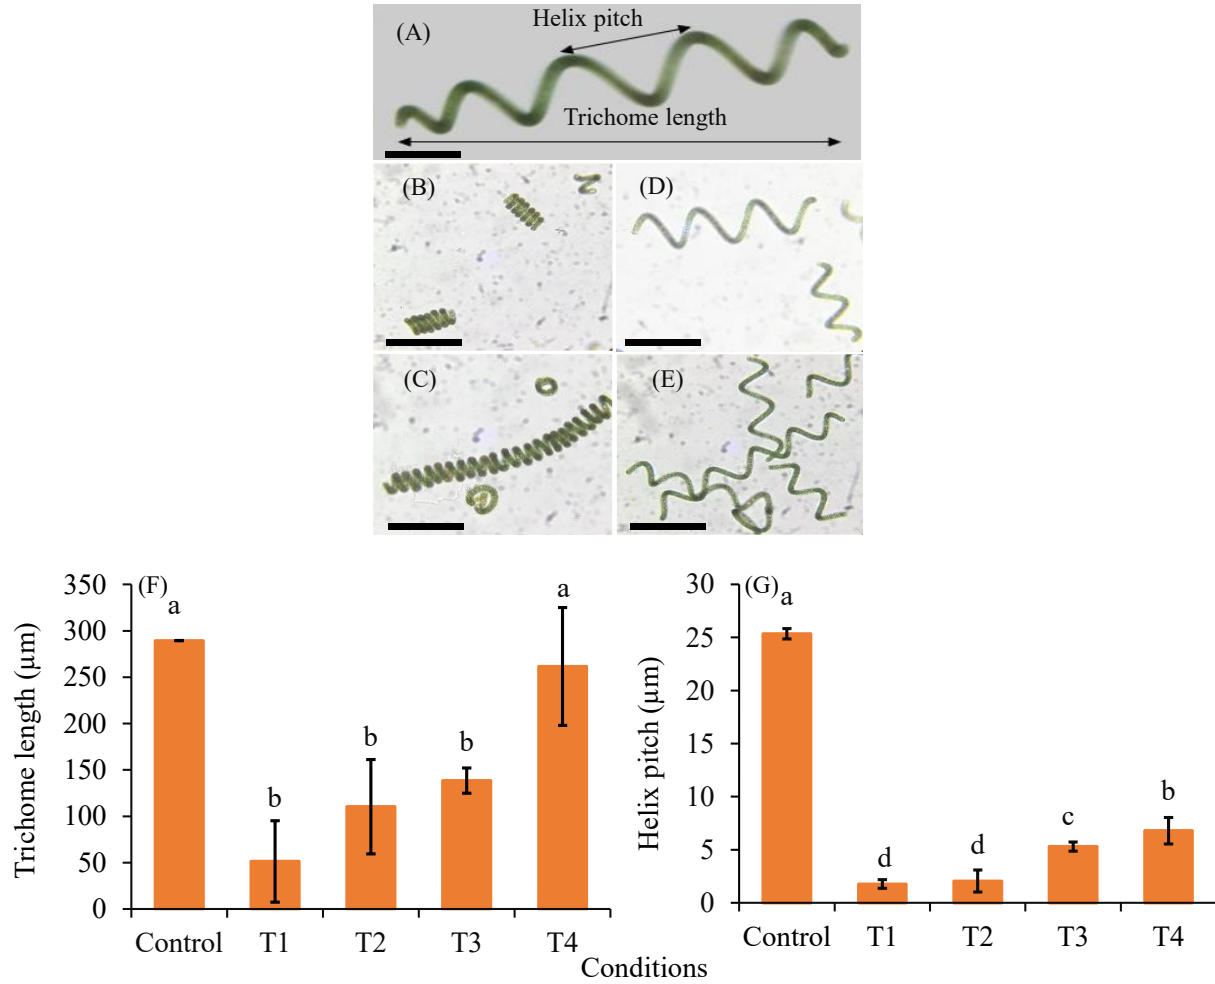 (A)
Helix pitch
Trichome length
(B)
(D)
(C)
(E)
(F)
Trichome length (μm)
350
300
250
200
150
100
50
0
a
b
b
b
a
Control T1 T2 T3 T4
(G)
Helix pitch (μm)
30
25
20
15
10
5
0
a
d
d
c
b
Control T1 T2 T3 T4
Conditions